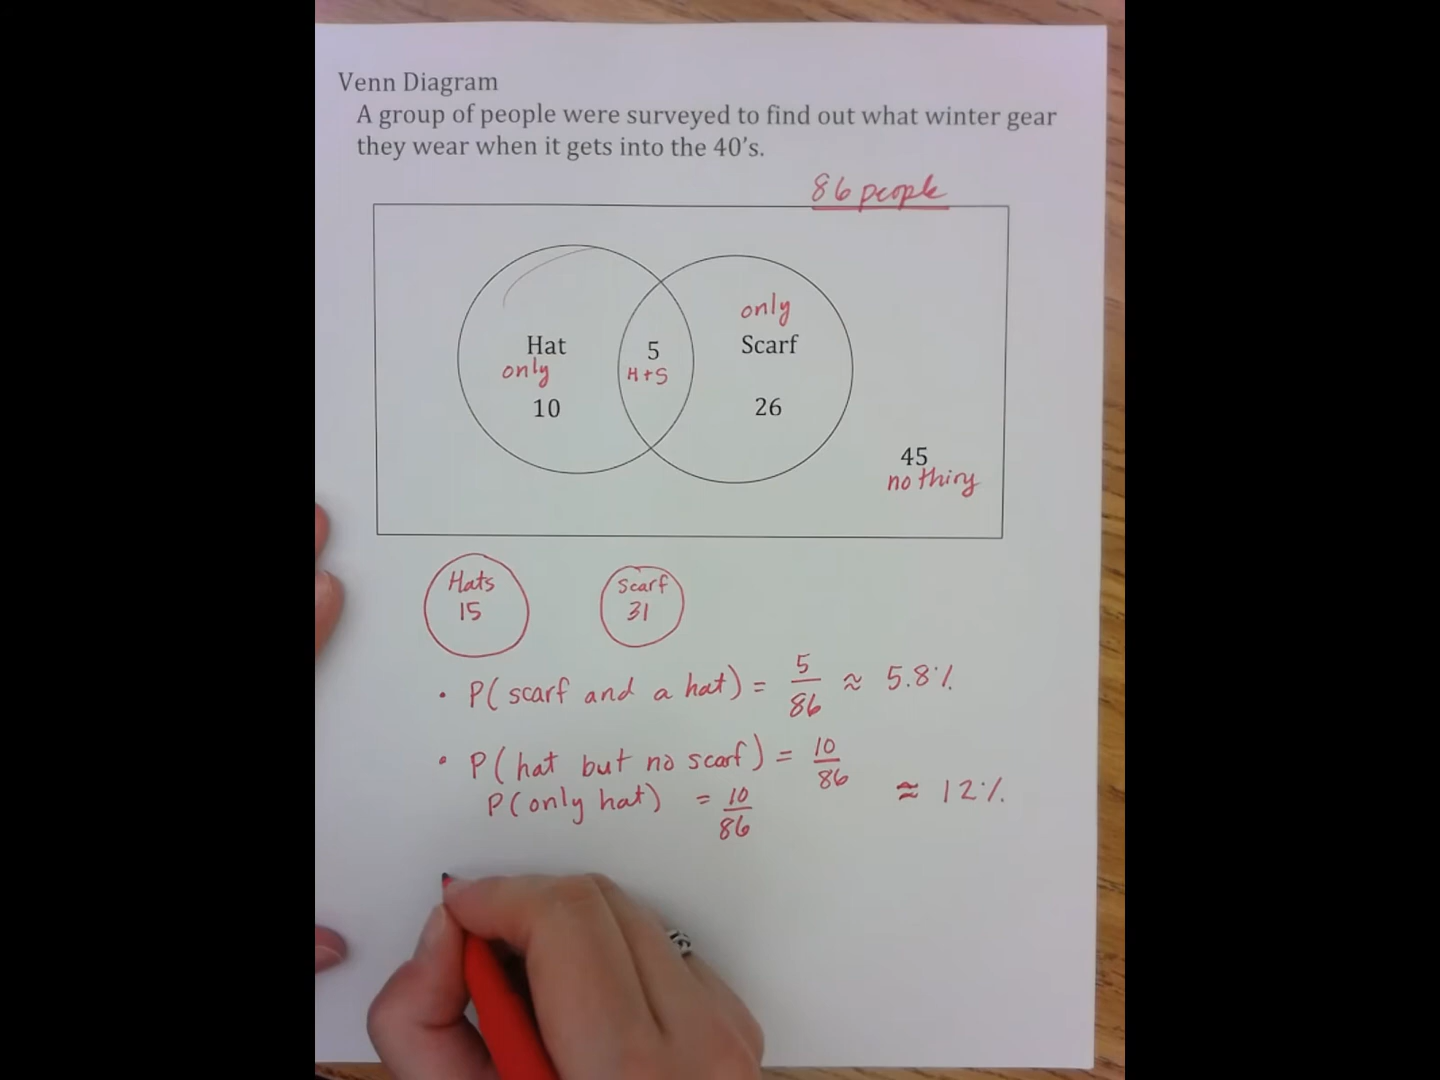 Venn Diagram
A group of people were surveyed to find out what winter gear
they wear when it gets into the 40's.
86 people
only
Hat 5 Scarf
only H+S
10 26
45
nothing
Hats Scarf
15 31
• P(scarf and a hat) = 5/86 ≈ 5.8%
• P(hat but no scarf) = 10/86
P(only hat) = 10/86 ≈ 12%